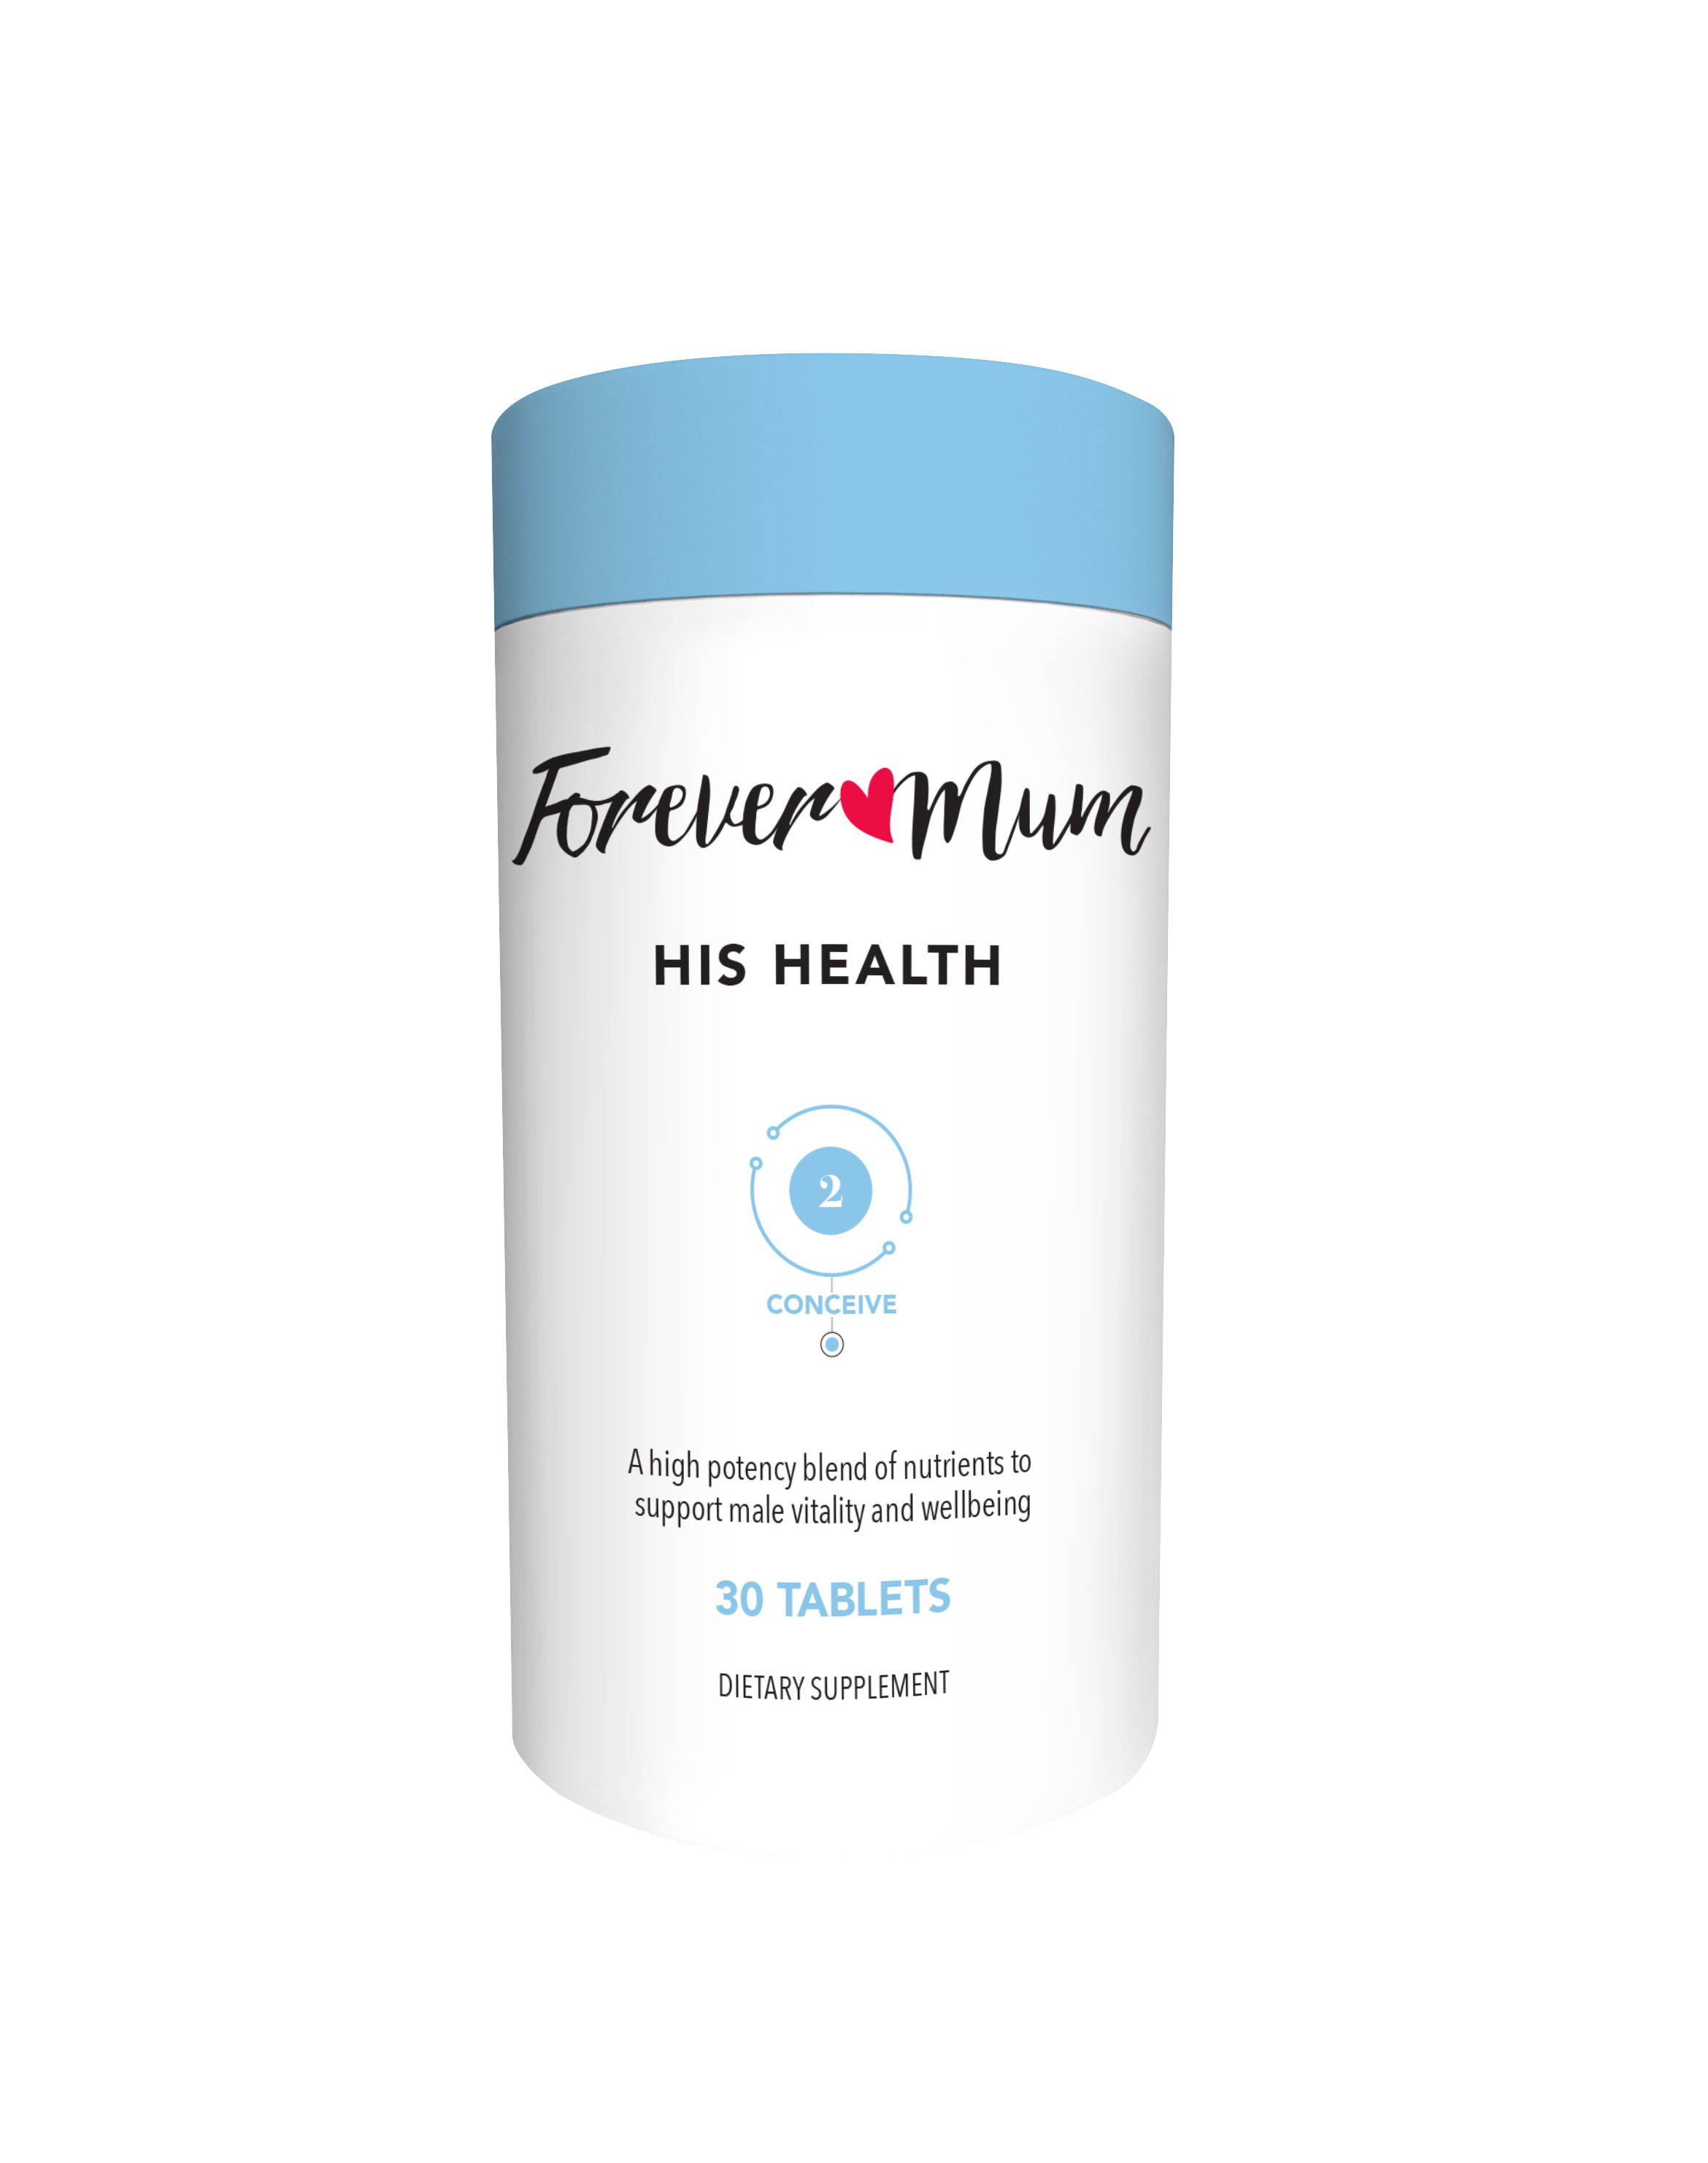 Forever Mum
HIS HEALTH
2
CONCEIVE
A high potency blend of nutrients to
support male vitality and wellbeing
30 TABLETS
DIETARY SUPPLEMENT